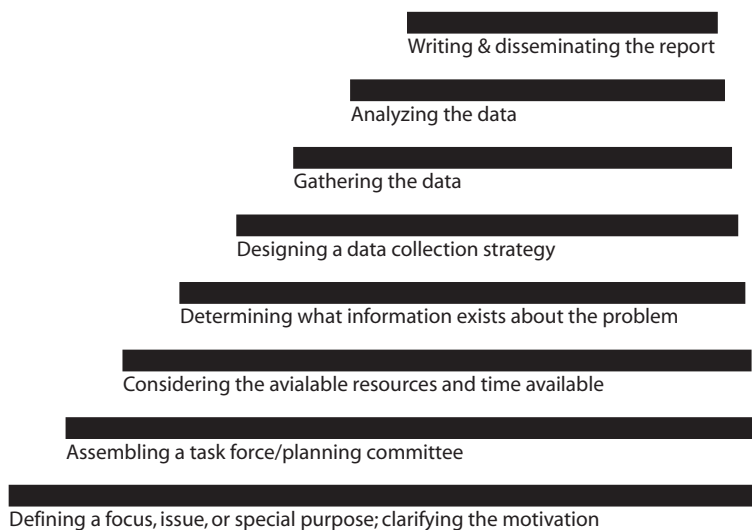 Writing & disseminating the report
Analyzing the data
Gathering the data
Designing a data collection strategy
Determining what information exists about the problem
Considering the avialable resources and time available
Assembling a task force/planning committee
Defining a focus, issue, or special purpose; clarifying the motivation